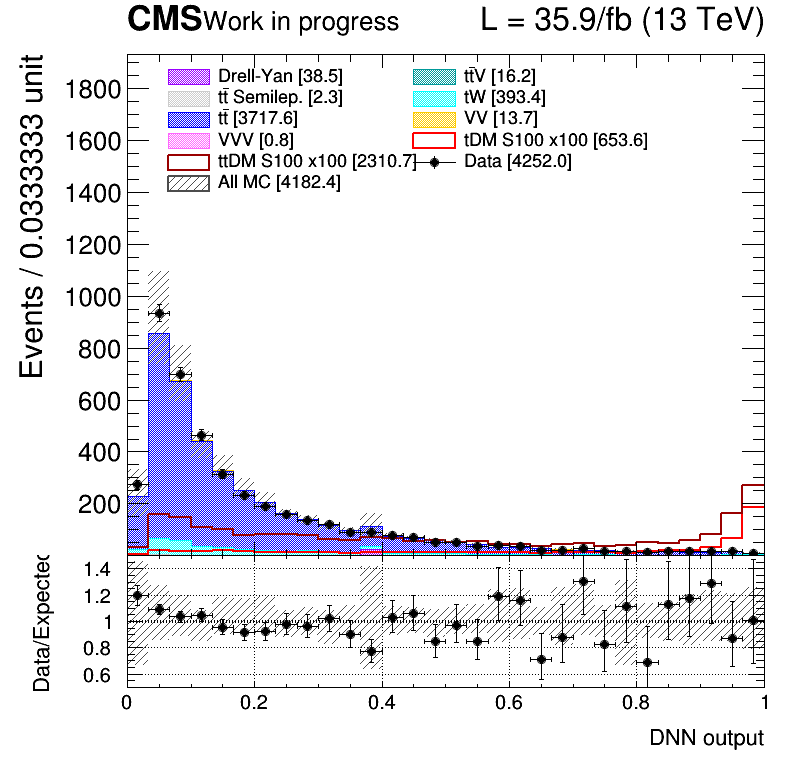 CMS Work in progress L = 35.9/fb (13 TeV)
Events / 0.0333333 unit
1800
1600
1400
1200
1000
800
600
400
200
Drell-Yan [38.5] tt̄V [16.2]
tt̄ Semilep. [2.3] tW [393.4]
tt̄ [3717.6] VV [13.7]
VVV [0.8] tDM S100 x100 [653.6]
ttDM S100 x100 [2310.7] Data [4252.0]
All MC [4182.4]
Data/Expected
1.4
1.2
1
0.8
0.6
0 0.2 0.4 0.6 0.8 1
DNN output